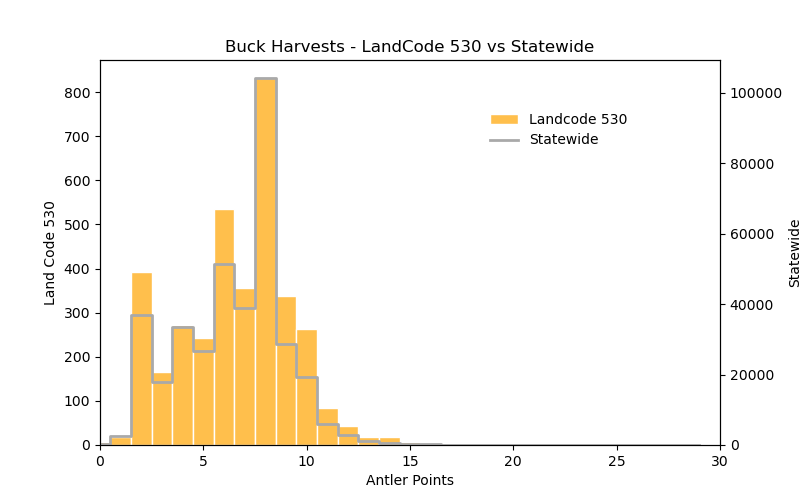 Buck Harvests - LandCode 530 vs Statewide
Landcode 530
Statewide
Land Code 530
800
700
600
500
400
300
200
100
0
100000
80000
60000
40000
20000
0
Statewide
0 5 10 15 20 25 30
Antler Points